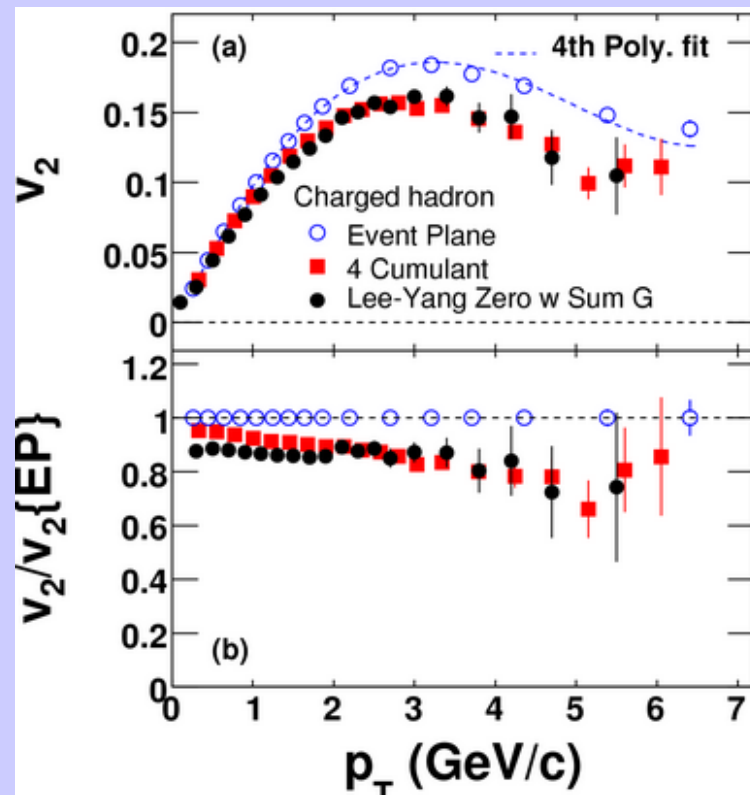 (a)
4th Poly. fit
0.2
0.15
0.1
0.05
0
v2
Charged hadron
Event Plane
4 Cumulant
Lee-Yang Zero w Sum G
1.2
1
0.8
0.6
0.4
0.2
0
v2/v2{EP}
(b)
0 1 2 3 4 5 6 7
pT (GeV/c)